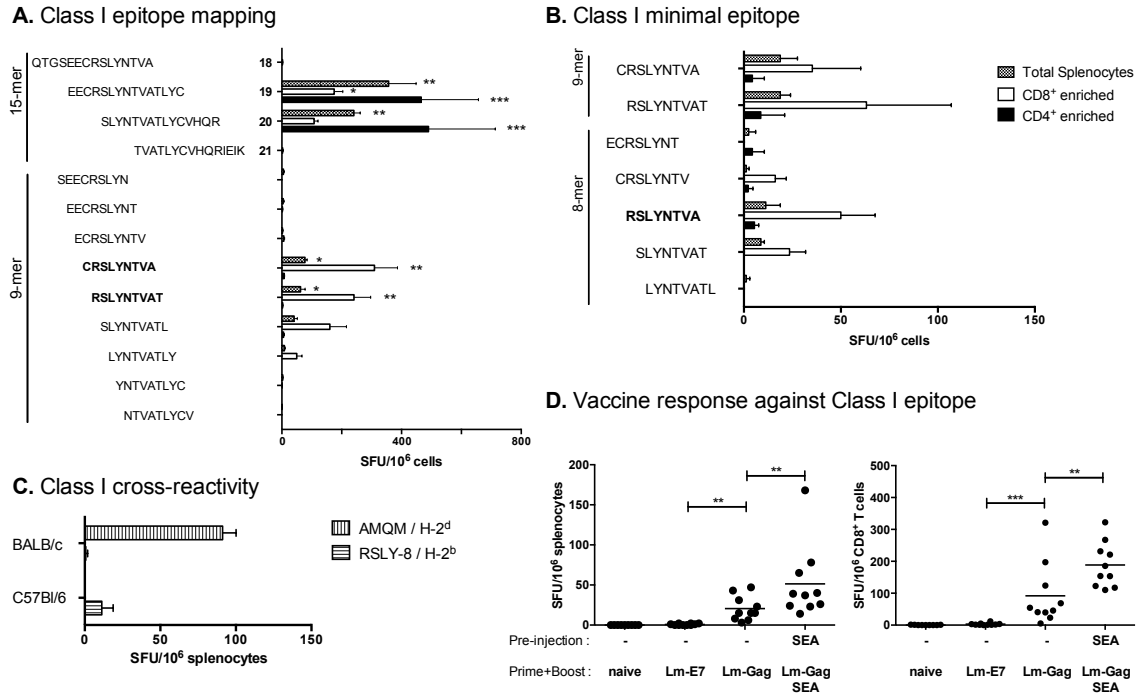 A. Class I epitope mapping
15-mer
QTGSEECRSLYNTVA 18
EECRSLYNTVATLYC 19
SLYNTVATLYCVHQR 20
TVATLYCVHQRIEIK 21
** * ***
** ***
9-mer
SEECRSLYN
EECRSLYNT
ECRSLYNTV
CRSLYNTVA
RSLYNTVAT
SLYNTVATL
LYNTVATLY
YNTVATLYC
NTVATLYCV
* **
* **
0 400 800
SFU/10⁶ cells
B. Class I minimal epitope
9-mer
CRSLYNTVA
RSLYNTVAT
8-mer
ECRSLYNT
CRSLYNTV
RSLYNTVA
SLYNTVAT
LYNTVATL
0 50 100 150
SFU/10⁶ cells
Total Splenocytes
CD8⁺ enriched
CD4⁺ enriched
C. Class I cross-reactivity
BALB/c
C57Bl/6
0 50 100 150
SFU/10⁶ splenocytes
AMQM / H-2ᵈ
RSLY-8 / H-2ᵇ
D. Vaccine response against Class I epitope
SFU/10⁶ splenocytes
200
150
100
50
0
** **
Pre-injection : - - - SEA
Prime+Boost : naive Lm-E7 Lm-Gag Lm-Gag
SEA
SFU/10⁶ CD8⁺ T cells
500
400
300
200
100
0
*** **
- - - SEA
naive Lm-E7 Lm-Gag Lm-Gag
SEA